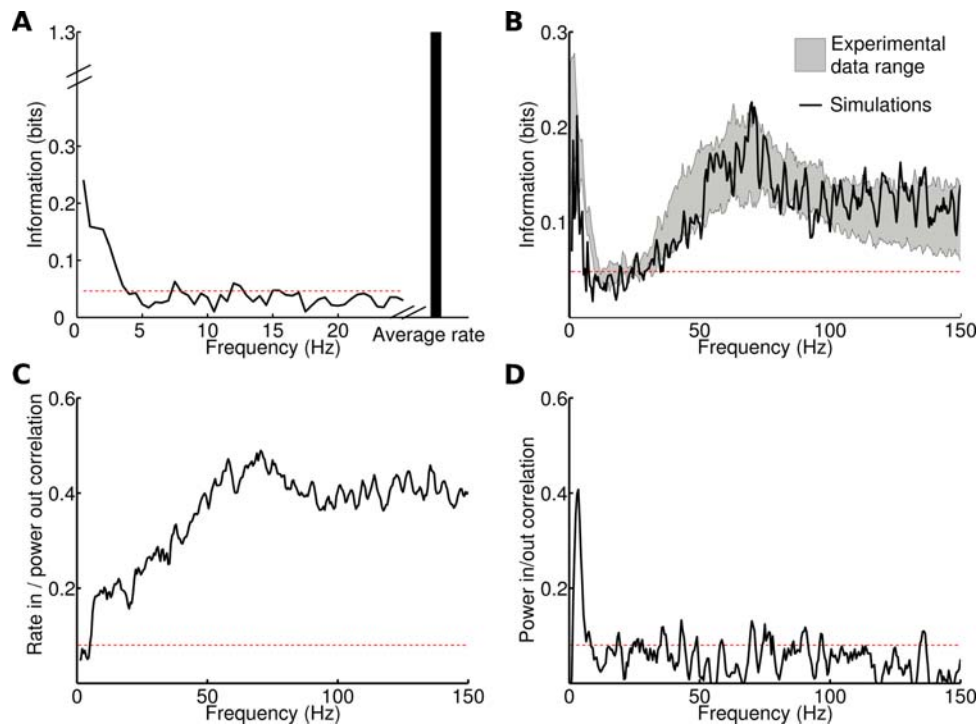 A
1.3
0.3
0.2
0.1
0
Information (bits)
0 5 10 15 20
Average rate
Frequency (Hz)
B
0.3
0.2
0.1
Information (bits)
Experimental
data range
Simulations
0 50 100 150
Frequency (Hz)
C
0.6
0.4
0.2
Rate in / power out correlation
0 50 100 150
Frequency (Hz)
D
0.6
0.4
0.2
Power in/out correlation
0 50 100 150
Frequency (Hz)